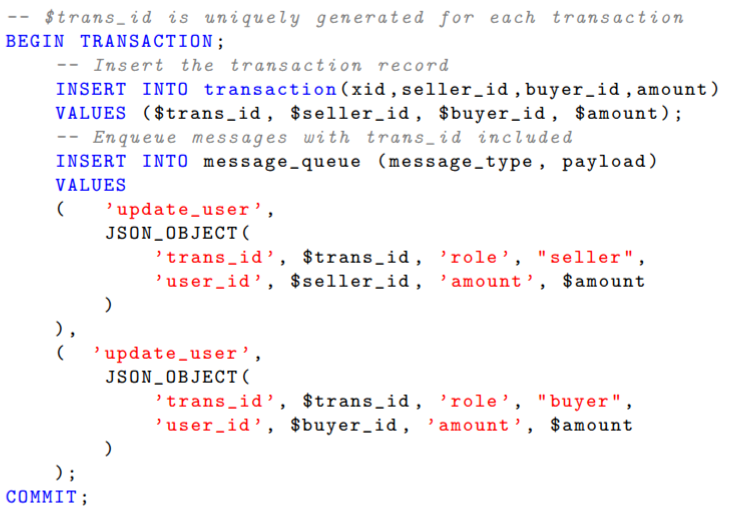 -- $trans_id is uniquely generated for each transaction
BEGIN TRANSACTION;
-- Insert the transaction record
INSERT INTO transaction(xid,seller_id,buyer_id,amount)
VALUES ($trans_id, $seller_id, $buyer_id, $amount);
-- Enqueue messages with trans_id included
INSERT INTO message_queue (message_type, payload)
VALUES
( ’update_user’,
JSON_OBJECT(
’trans_id’, $trans_id, ’role’, "seller",
’user_id’, $seller_id, ’amount’, $amount
)
),
( ’update_user’,
JSON_OBJECT(
’trans_id’, $trans_id, ’role’, "buyer",
’user_id’, $buyer_id, ’amount’, $amount
)
);
COMMIT;